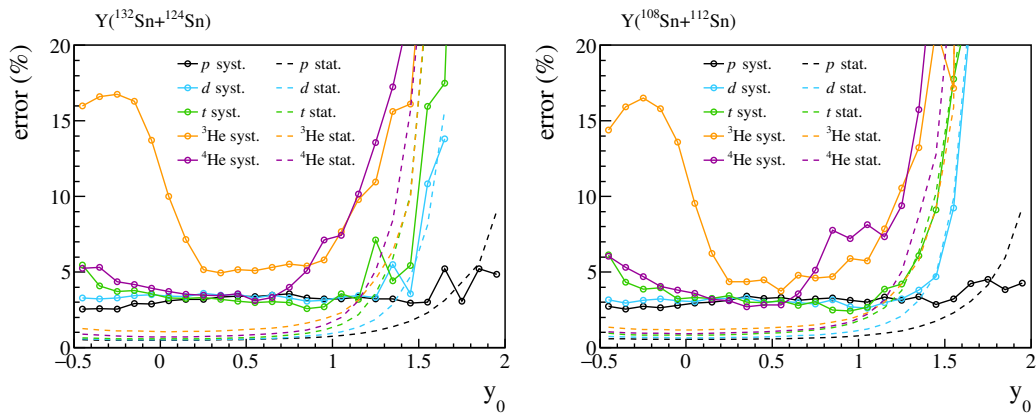 Y(¹³²Sn+¹²⁴Sn)
error (%)
20
15
10
5
0
p syst. p stat.
d syst. d stat.
t syst. t stat.
³He syst. ³He stat.
⁴He syst. ⁴He stat.
-0.5 0 0.5 1 1.5 2
y₀
Y(¹⁰⁸Sn+¹¹²Sn)
error (%)
20
15
10
5
0
p syst. p stat.
d syst. d stat.
t syst. t stat.
³He syst. ³He stat.
⁴He syst. ⁴He stat.
-0.5 0 0.5 1 1.5 2
y₀